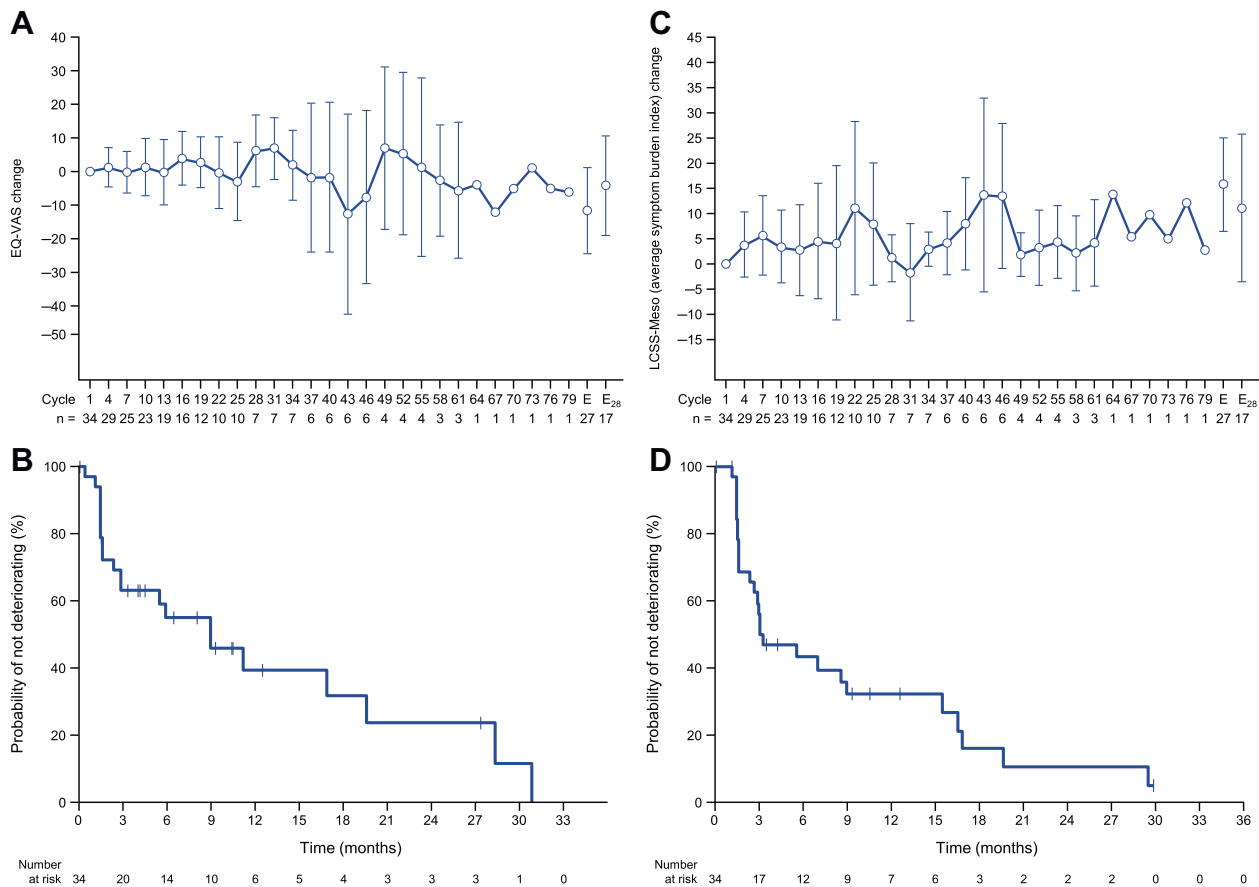 A
EQ-VAS change
40
30
20
10
0
–10
–20
–30
–40
–50
Cycle 1 4 7 10 13 16 19 22 25 28 31 34 37 40 43 46 49 52 55 58 61 64 67 70 73 76 79 E E28
n = 34 29 25 23 19 16 12 10 10 7 7 7 6 6 6 6 4 4 4 3 3 1 1 1 1 1 1 27 17
C
LCSS-Meso (average symptom burden index) change
45
40
35
30
25
20
15
10
5
0
–5
–10
–15
Cycle 1 4 7 10 13 16 19 22 25 28 31 34 37 40 43 46 49 52 55 58 61 64 67 70 73 76 79 E E28
n = 34 29 25 23 19 16 12 10 10 7 7 7 6 6 6 6 4 4 4 3 3 1 1 1 1 1 1 27 17
B
Probability of not deteriorating (%)
100
80
60
40
20
0
0 3 6 9 12 15 18 21 24 27 30 33
Time (months)
Number
at risk 34 20 14 10 6 5 4 3 3 3 1 0
D
Probability of not deteriorating (%)
100
80
60
40
20
0
0 3 6 9 12 15 18 21 24 27 30 33 36
Time (months)
Number
at risk 34 17 12 9 7 6 3 2 2 2 0 0 0